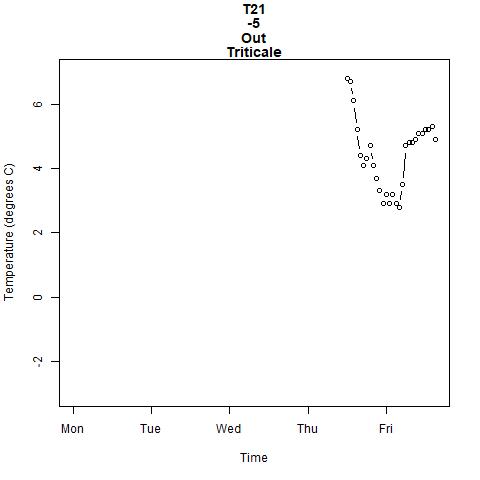 T21
-5
Out
Triticale
6
4
2
0
-2
Temperature (degrees C)
Mon Tue Wed Thu Fri
Time